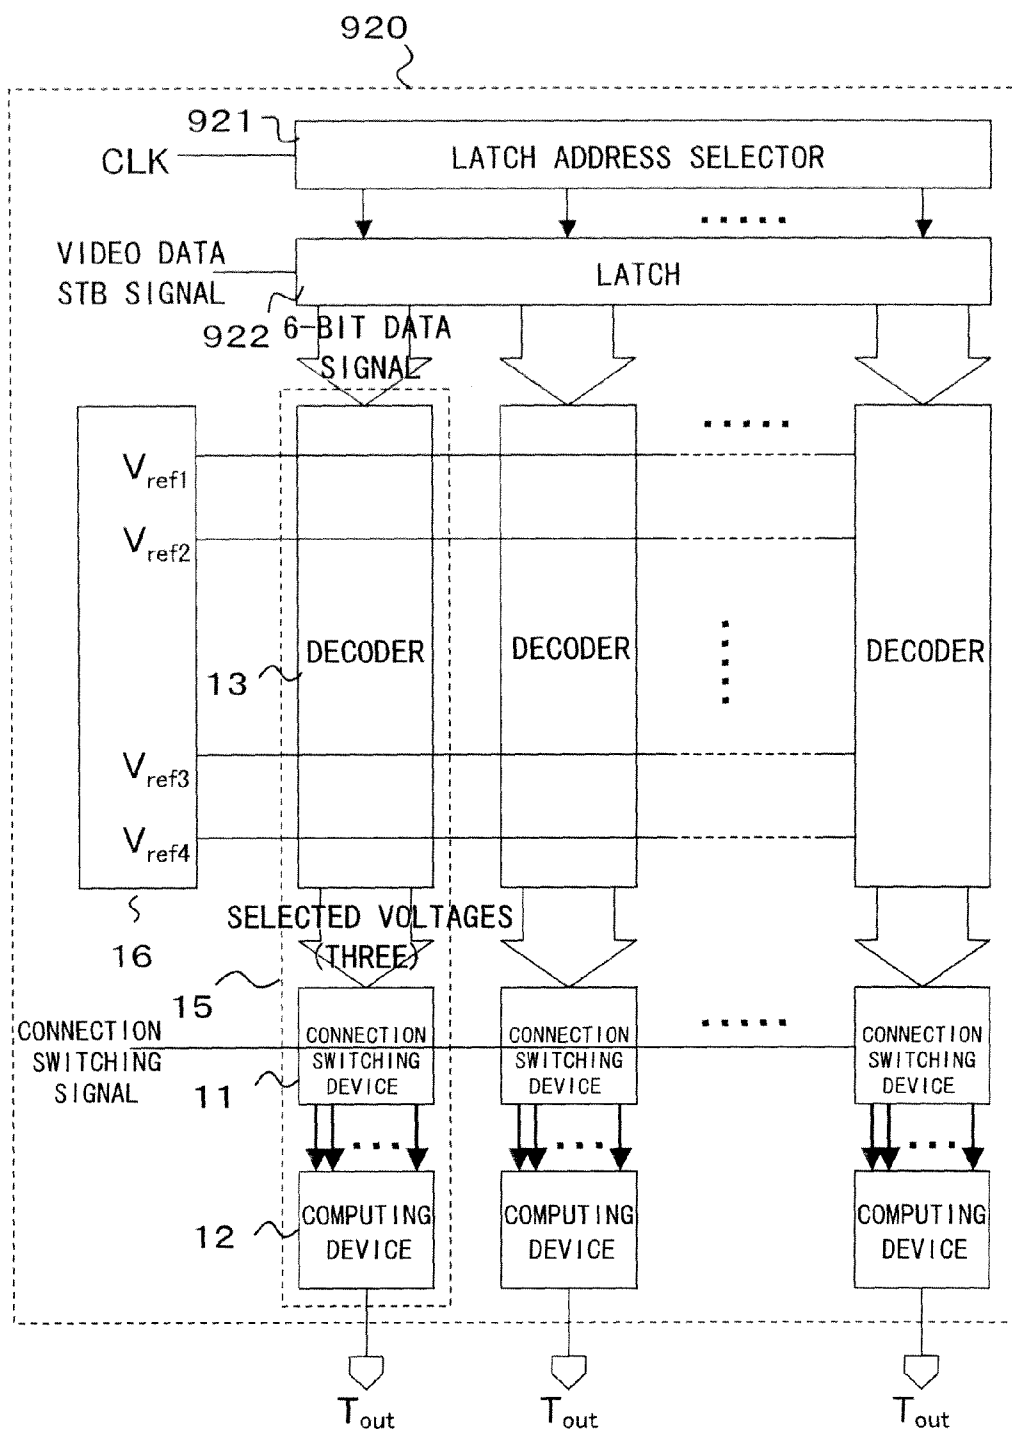 920
921
CLK
LATCH ADDRESS SELECTOR
VIDEO DATA
STB SIGNAL
LATCH
922
6-BIT DATA
SIGNAL
Vref1
Vref2
DECODER
DECODER
DECODER
13
Vref3
Vref4
SELECTED VOLTAGES
(THREE)
16
15
CONNECTION
SWITCHING
SIGNAL
CONNECTION
SWITCHING
DEVICE
CONNECTION
SWITCHING
DEVICE
CONNECTION
SWITCHING
DEVICE
11
12
COMPUTING
DEVICE
COMPUTING
DEVICE
COMPUTING
DEVICE
Tout
Tout
Tout